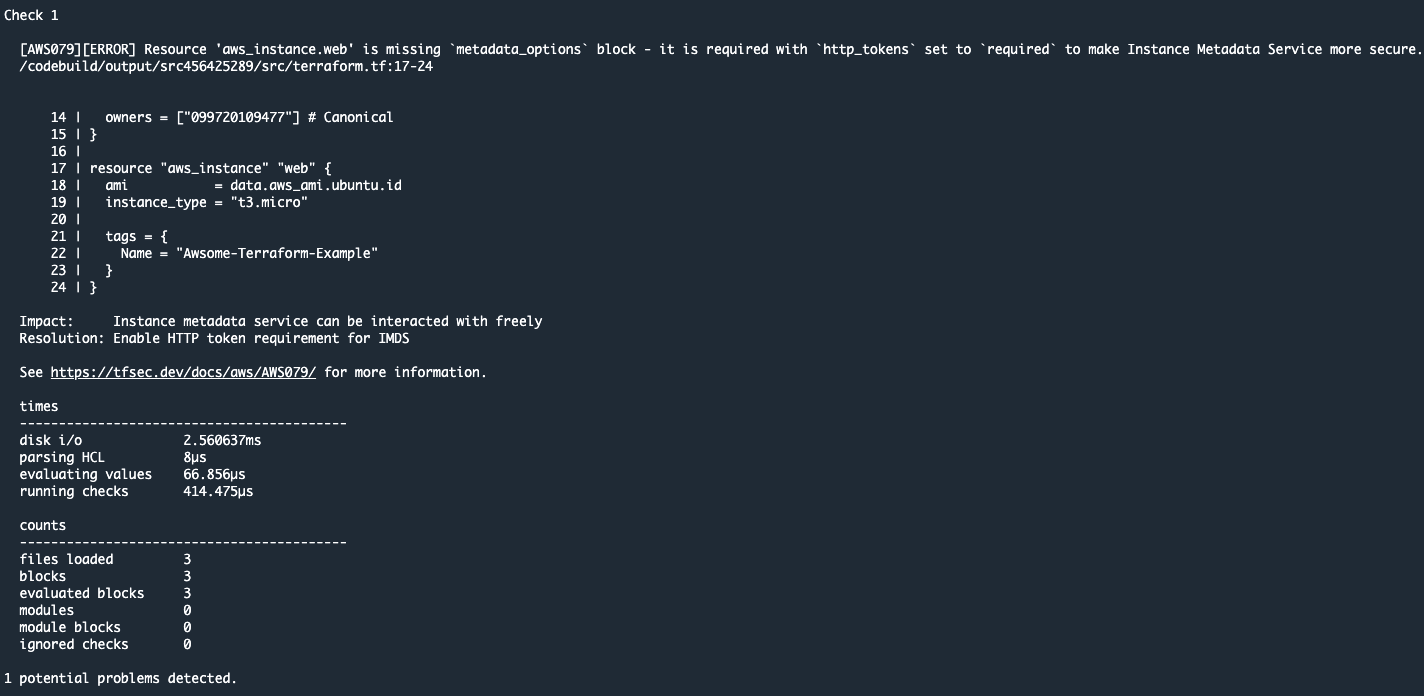 Check 1
[AWS079][ERROR] Resource 'aws_instance.web' is missing `metadata_options` block - it is required with `http_tokens` set to `required` to make Instance Metadata Service more secure.
/codebuild/output/src456425289/src/terraform.tf:17-24
14 |   owners = ["099720109477"] # Canonical
15 | }
16 |
17 | resource "aws_instance" "web" {
18 |   ami           = data.aws_ami.ubuntu.id
19 |   instance_type = "t3.micro"
20 |
21 |   tags = {
22 |     Name = "Awsome-Terraform-Example"
23 |   }
24 | }
Impact:     Instance metadata service can be interacted with freely
Resolution: Enable HTTP token requirement for IMDS
See https://tfsec.dev/docs/aws/AWS079/ for more information.
times
------------------------------------------
disk i/o             2.560637ms
parsing HCL          8µs
evaluating values    66.856µs
running checks       414.475µs
counts
------------------------------------------
files loaded         3
blocks               3
evaluated blocks     3
modules              0
module blocks        0
ignored checks       0
1 potential problems detected.